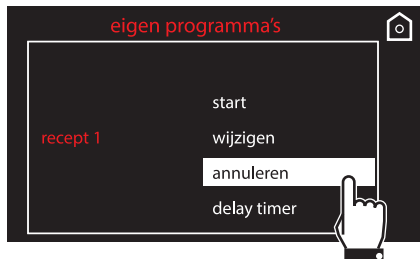 eigen programma's
start
recept 1
wijzigen
annuleren
delay timer